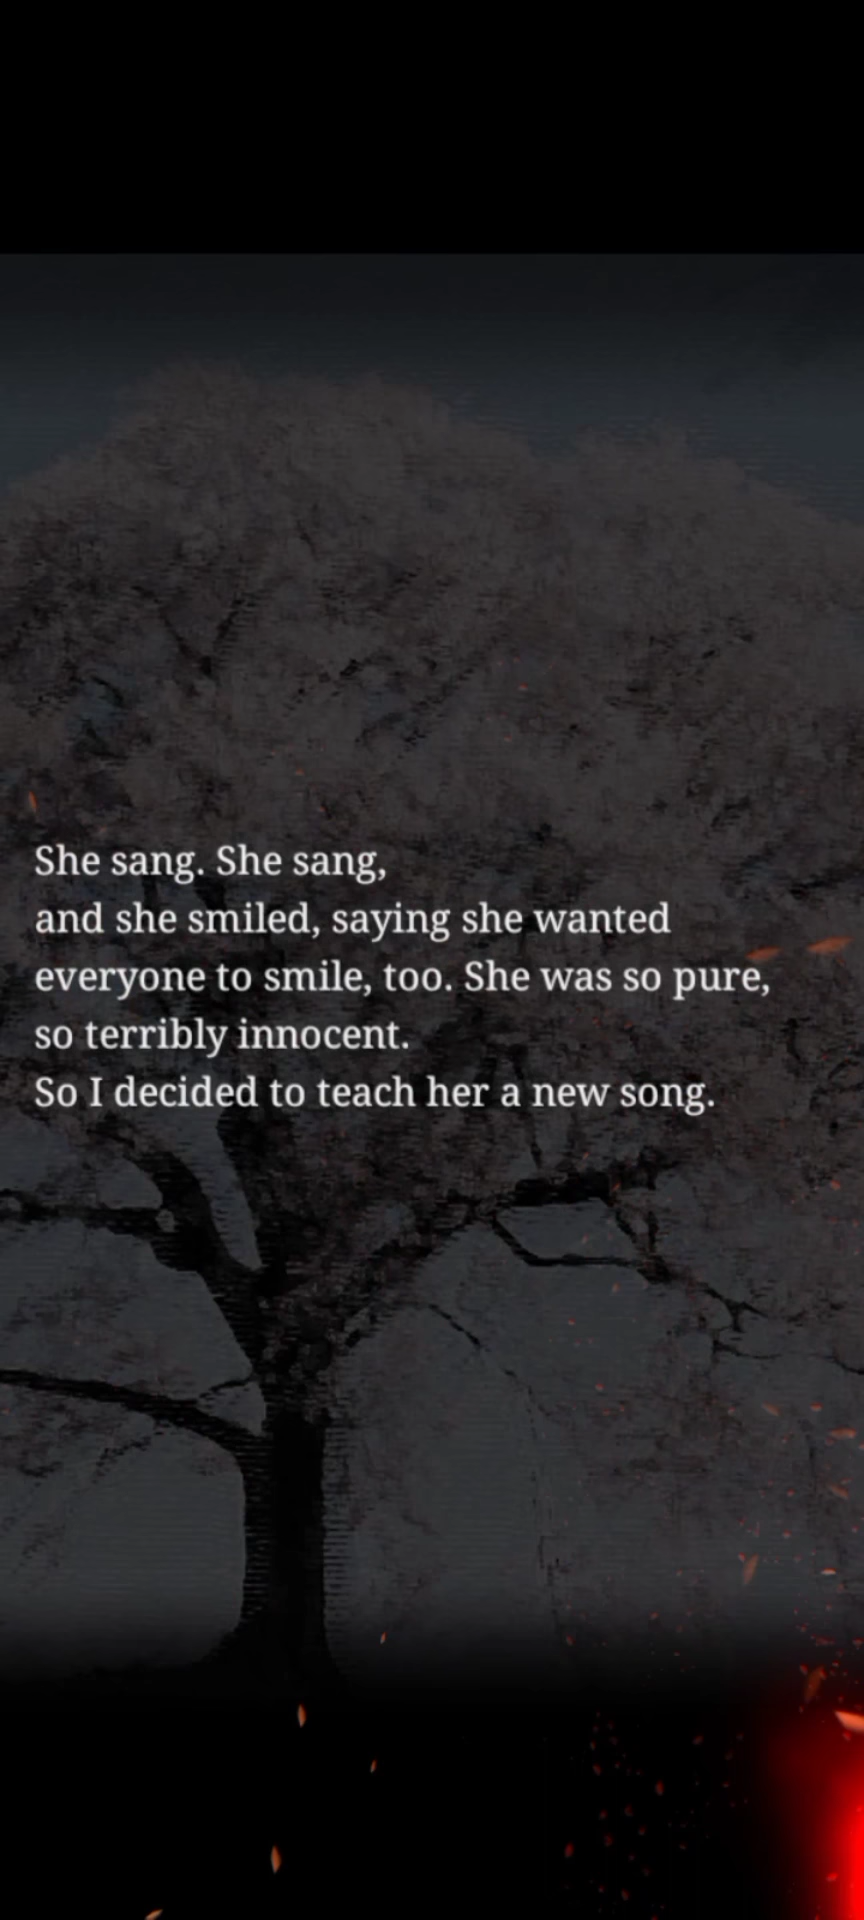 She sang. She sang,
and she smiled, saying she wanted
everyone to smile, too. She was so pure,
so terribly innocent.
So I decided to teach her a new song.